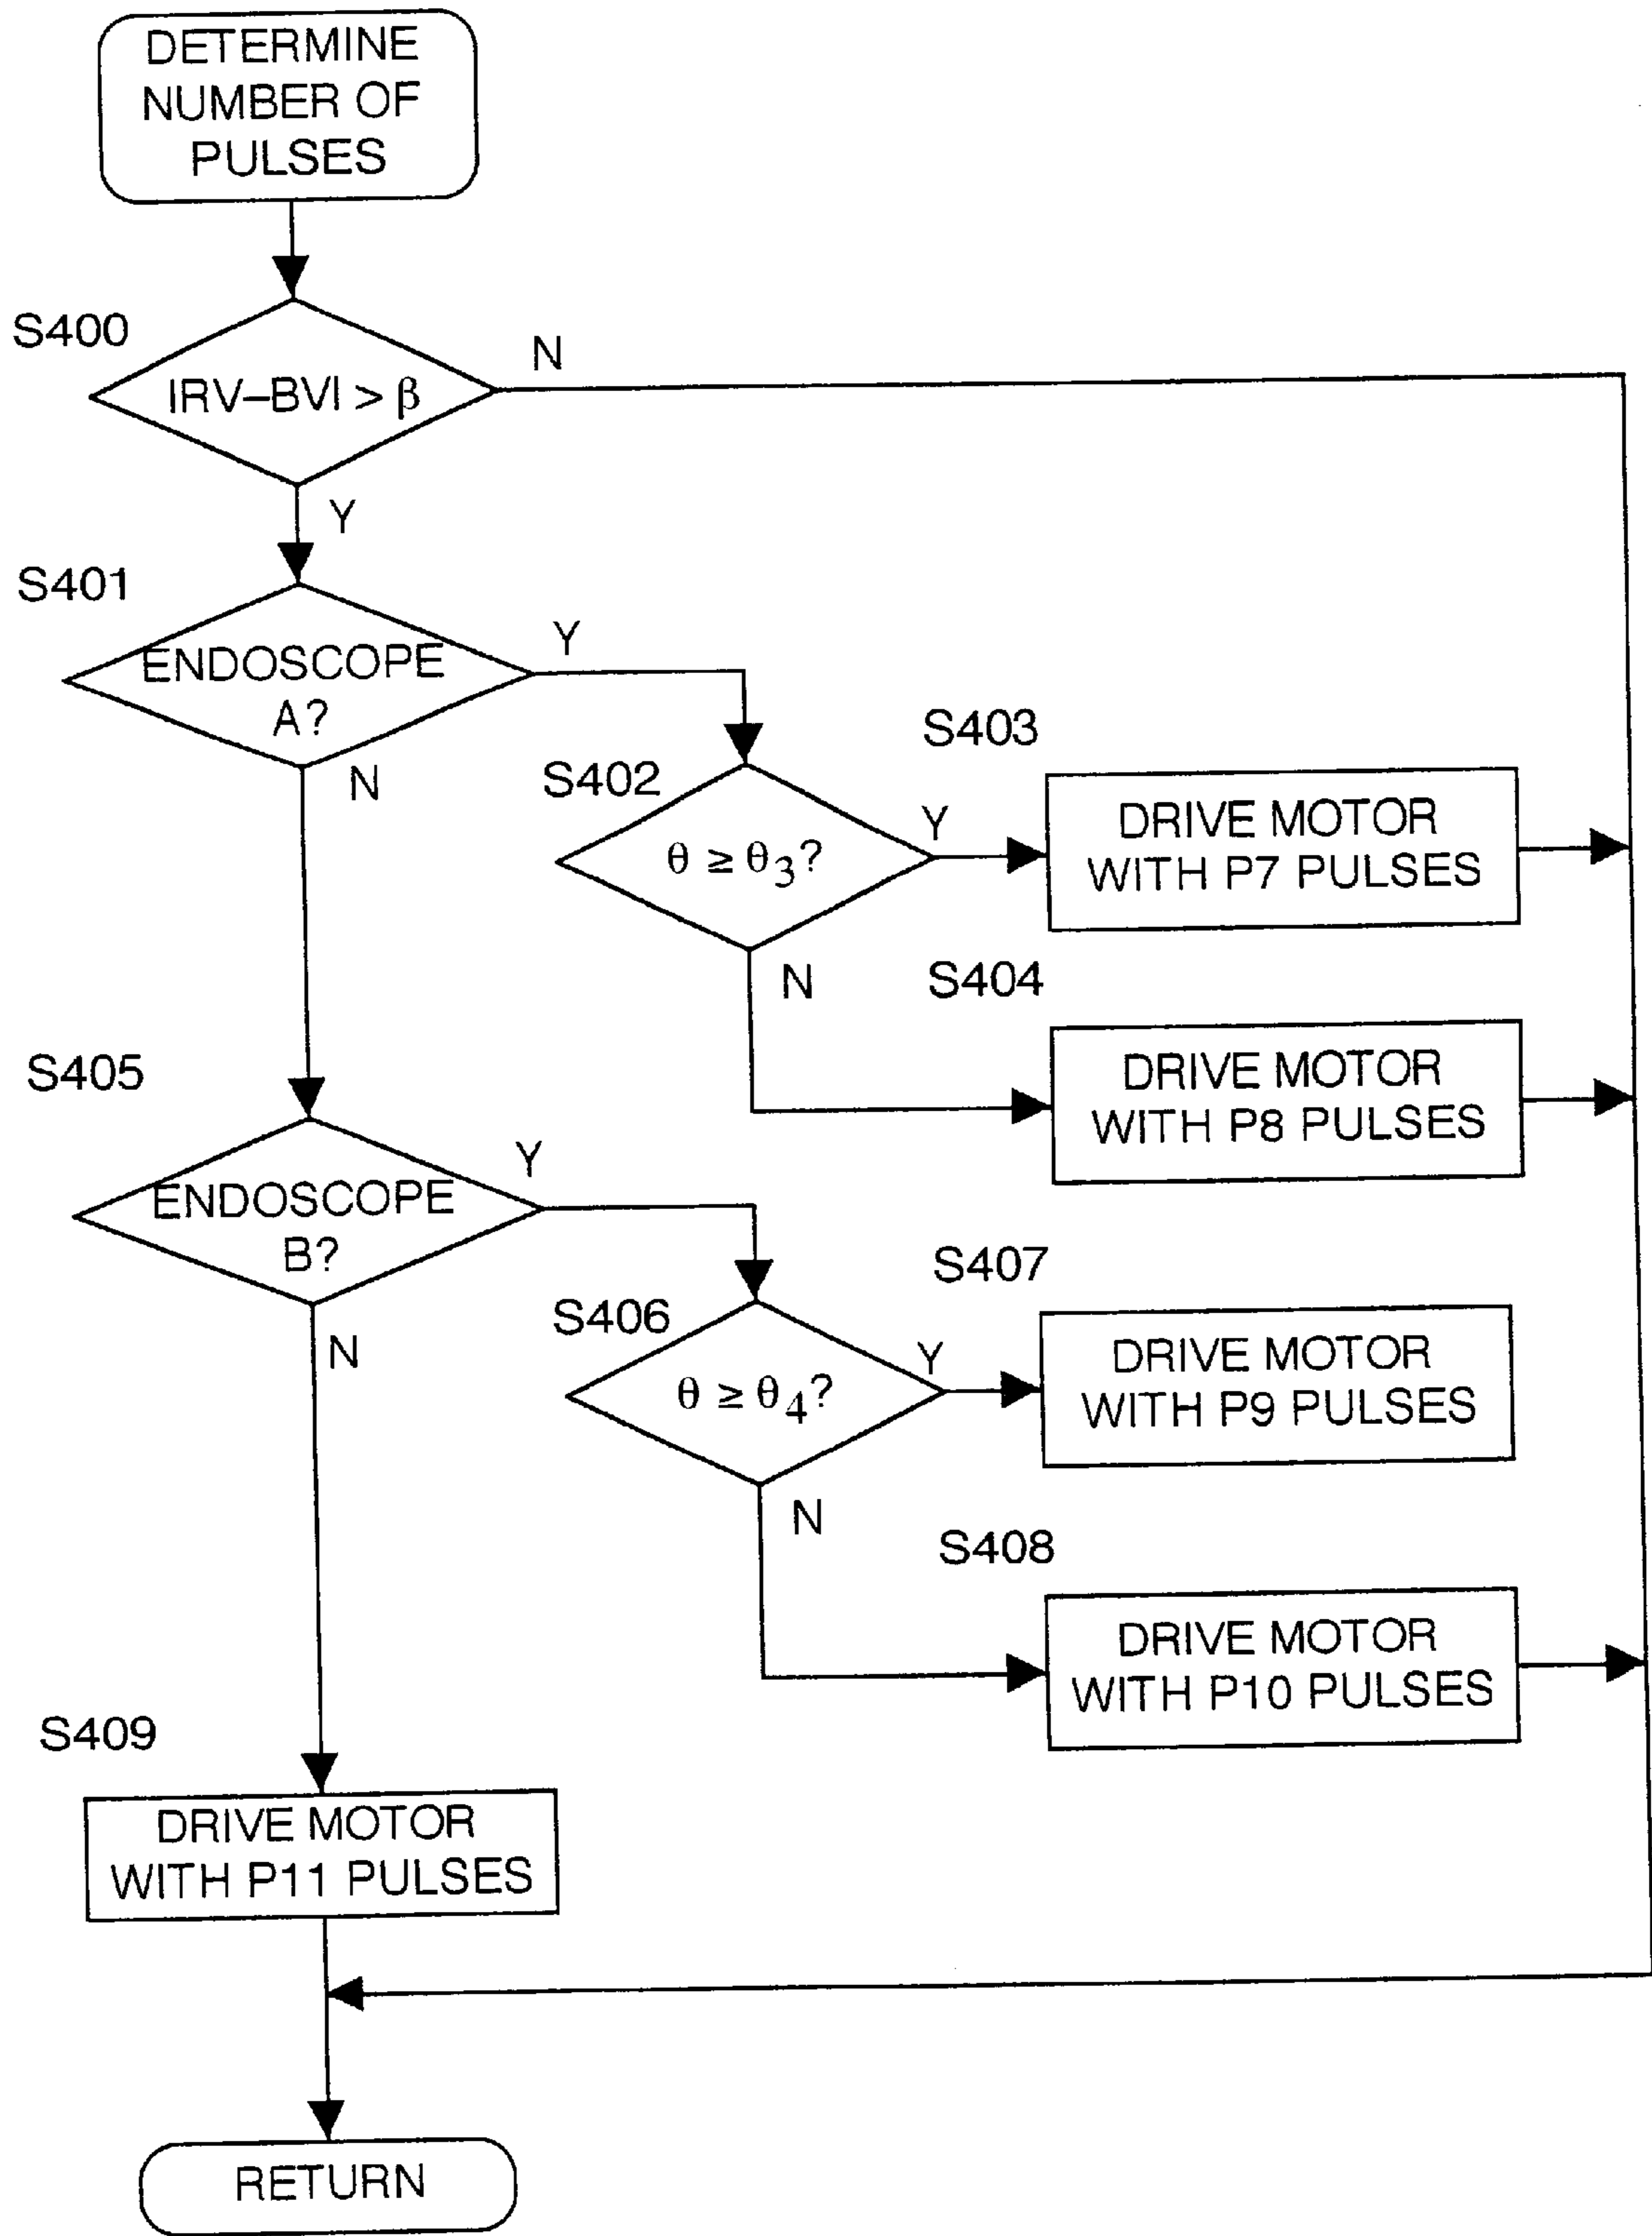 DETERMINE
NUMBER OF
PULSES
S400
IRV–BVI > β
N
Y
S401
ENDOSCOPE
A?
Y
N
S402
θ ≥ θ3?
Y
N
S403
DRIVE MOTOR
WITH P7 PULSES
S404
DRIVE MOTOR
WITH P8 PULSES
S405
ENDOSCOPE
B?
Y
N
S406
θ ≥ θ4?
Y
N
S407
DRIVE MOTOR
WITH P9 PULSES
S408
DRIVE MOTOR
WITH P10 PULSES
S409
DRIVE MOTOR
WITH P11 PULSES
RETURN